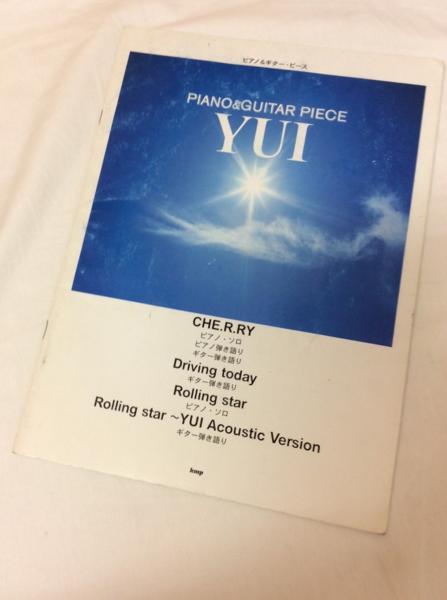 ピアノ&ギター・ピース
PIANO&GUITAR PIECE
YUI
CHE.R.RY
ピアノ・ソロ
ピアノ弾き語り
ギター弾き語り
Driving today
ギター弾き語り
Rolling star
ピアノ・ソロ
Rolling star 〜YUI Acoustic Version
ギター弾き語り
kmp